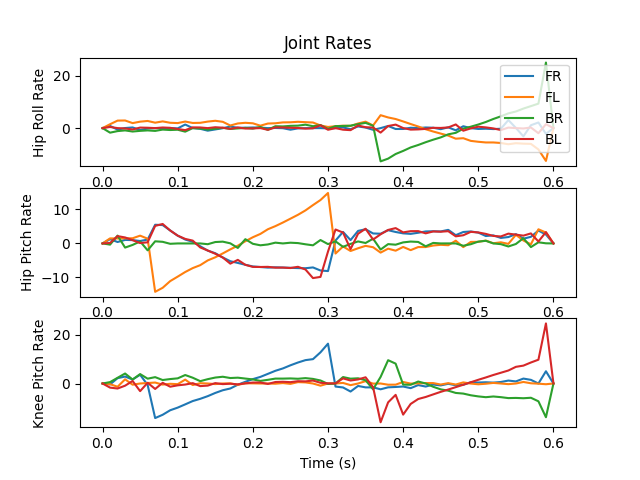 Joint Rates
Hip Roll Rate
20
0
FR
FL
BR
BL
0.0 0.1 0.2 0.3 0.4 0.5 0.6
Hip Pitch Rate
10
0
−10
0.0 0.1 0.2 0.3 0.4 0.5 0.6
Knee Pitch Rate
20
0
0.0 0.1 0.2 0.3 0.4 0.5 0.6
Time (s)